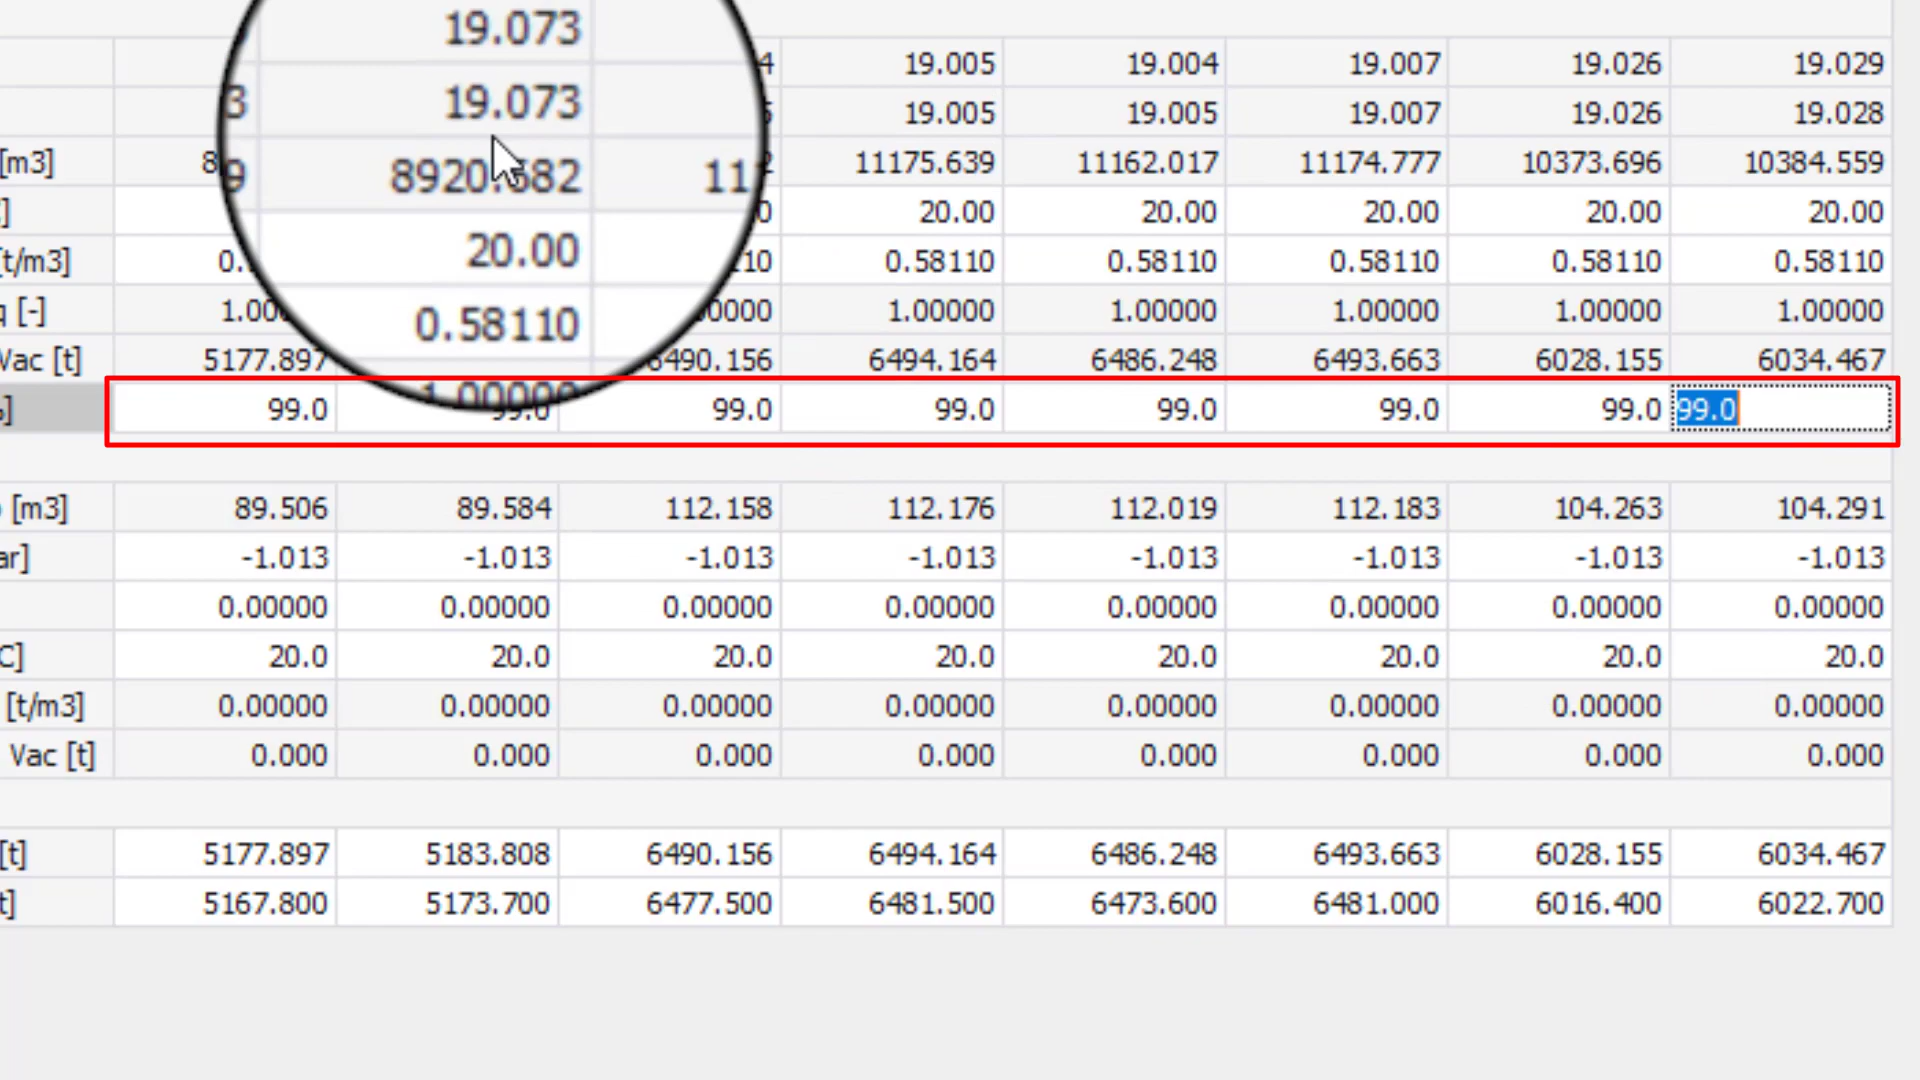 19.073
19.005 19.004 19.007 19.026 19.029
19.073 19.005 19.005 19.007 19.026 19.028
[m3] 11175.639 11162.017 11174.777 10373.696 10384.559
20.00 20.00 20.00 20.00 20.00 20.00
[t/m3] 0.58110 0.58110 0.58110 0.58110 0.58110 0.58110
[-] 1.00000 1.00000 1.00000 1.00000 1.00000
Vac [t] 5177.897 6490.156 6494.164 6486.248 6493.663 6028.155 6034.467
99.0 99.0 99.0 99.0 99.0 99.0 99.0 99.0
[m3] 89.506 89.584 112.158 112.176 112.019 112.183 104.263 104.291
-1.013 -1.013 -1.013 -1.013 -1.013 -1.013 -1.013 -1.013
0.00000 0.00000 0.00000 0.00000 0.00000 0.00000 0.00000 0.00000
20.0 20.0 20.0 20.0 20.0 20.0 20.0 20.0
[t/m3] 0.00000 0.00000 0.00000 0.00000 0.00000 0.00000 0.00000 0.00000
Vac [t] 0.000 0.000 0.000 0.000 0.000 0.000 0.000 0.000
[t] 5177.897 5183.808 6490.156 6494.164 6486.248 6493.663 6028.155 6034.467
5167.800 5173.700 6477.500 6481.500 6473.600 6481.000 6016.400 6022.700